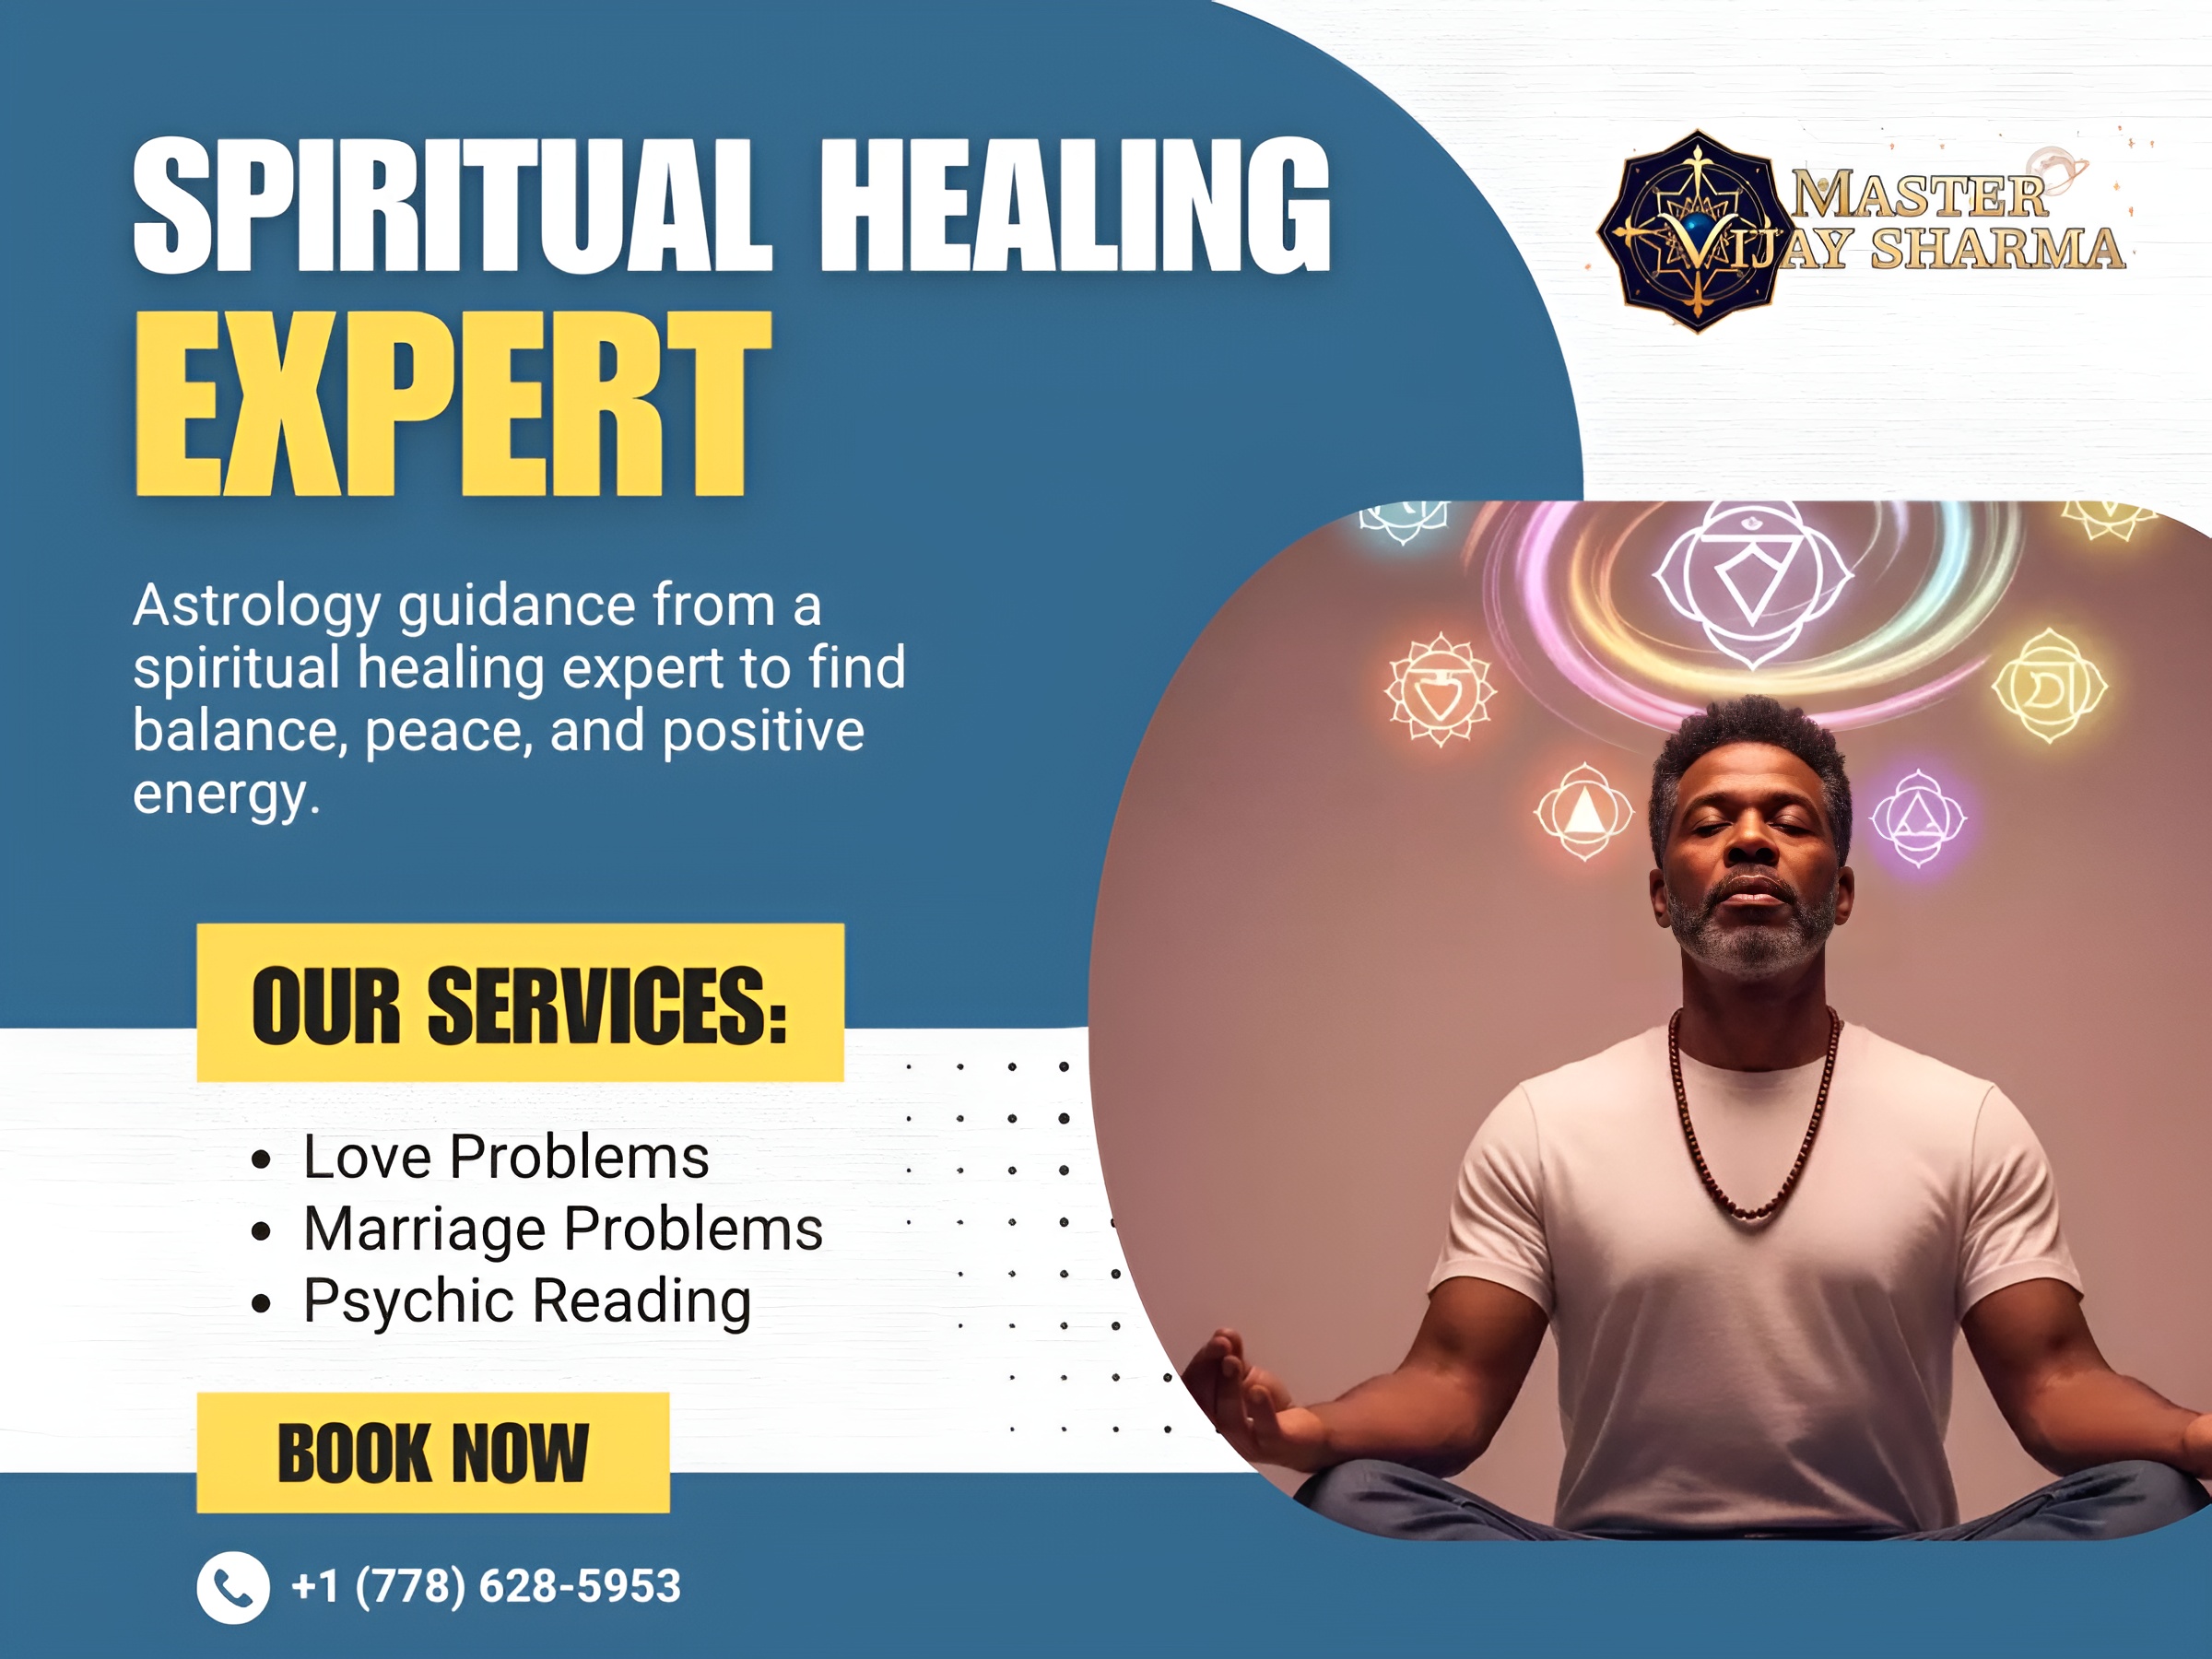 SPIRITUAL HEALING
EXPERT
MASTER
VIJAY SHARMA
Astrology guidance from a
spiritual healing expert to find
balance, peace, and positive
energy.
OUR SERVICES:
• Love Problems
• Marriage Problems
• Psychic Reading
BOOK NOW
+1 (778) 628-5953